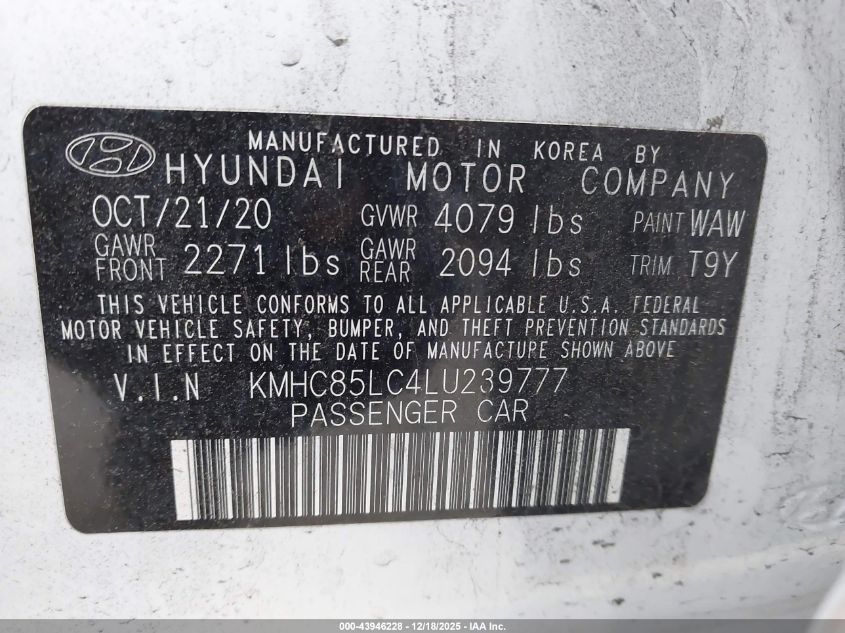 MANUFACTURED IN KOREA BY
HYUNDAI MOTOR COMPANY
OCT/21/20 GVWR 4079 lbs PAINT WAW
GAWR FRONT 2271 lbs GAWR REAR 2094 lbs TRIM T9Y
THIS VEHICLE CONFORMS TO ALL APPLICABLE U.S.A. FEDERAL
MOTOR VEHICLE SAFETY, BUMPER, AND THEFT PREVENTION STANDARDS
IN EFFECT ON THE DATE OF MANUFACTURE SHOWN ABOVE.
V.I.N KMHC85LC4LU239777
PASSENGER CAR
000-43946228 - 12/18/2025 - IAA Inc.